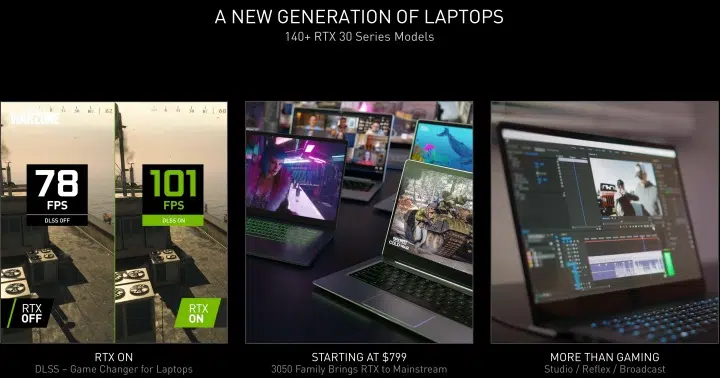 A NEW GENERATION OF LAPTOPS
140+ RTX 30 Series Models
WARZONE
78
FPS
DLSS OFF
101
FPS
DLSS ON
RTX
OFF
RTX
ON
RTX ON
DLSS – Game Changer for Laptops
STARTING AT $799
3050 Family Brings RTX to Mainstream
MORE THAN GAMING
Studio / Reflex / Broadcast